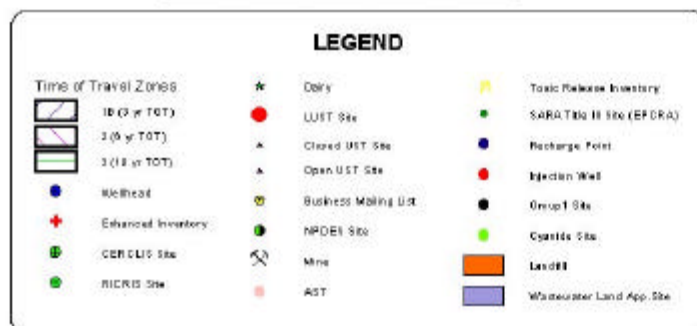 LEGEND
Time of Travel Zones
1B (3 yr TOT)
2 (6 yr TOT)
3 (10 yr TOT)
Wellhead
Enhanced Inventory
CERCLIS Site
RICRIS Site
Dairy
LUST Site
Closed UST Site
Open UST Site
Business Mailing List
NPDES Site
Mine
AST
Toxic Release Inventory
SARA Title III Site (EPCRA)
Recharge Point
Injection Well
Group1 Site
Cyanide Site
Landfill
Wastewater Land App.Site